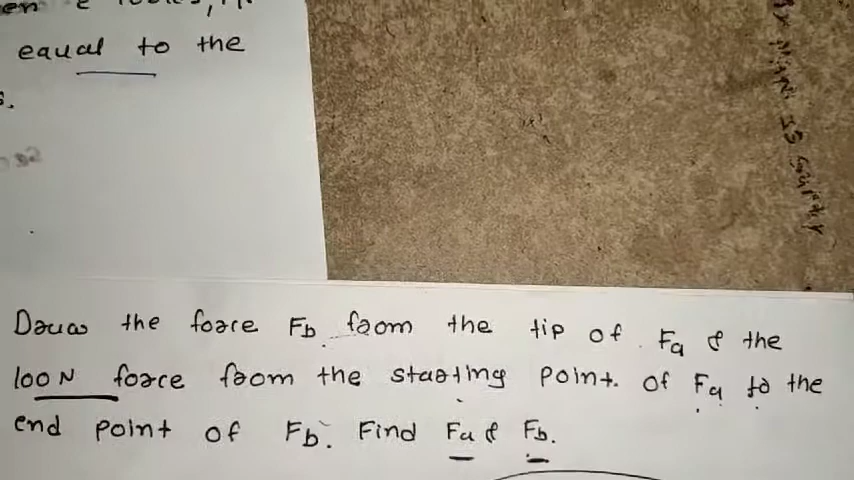 equal to the
Draw the force Fb from the tip of Fa & the
100 N force from the starting point. of Fa to the
end point of Fb. Find Fa & Fb.